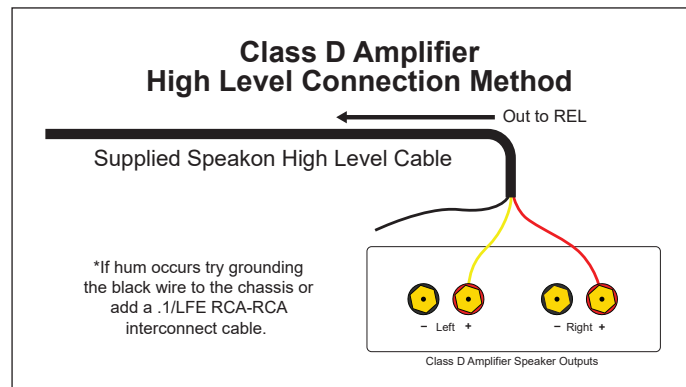 Class D Amplifier
High Level Connection Method
Out to REL
Supplied Speakon High Level Cable
*If hum occurs try grounding
the black wire to the chassis or
add a .1/LFE RCA-RCA
interconnect cable.
– Left +
– Right +
Class D Amplifier Speaker Outputs